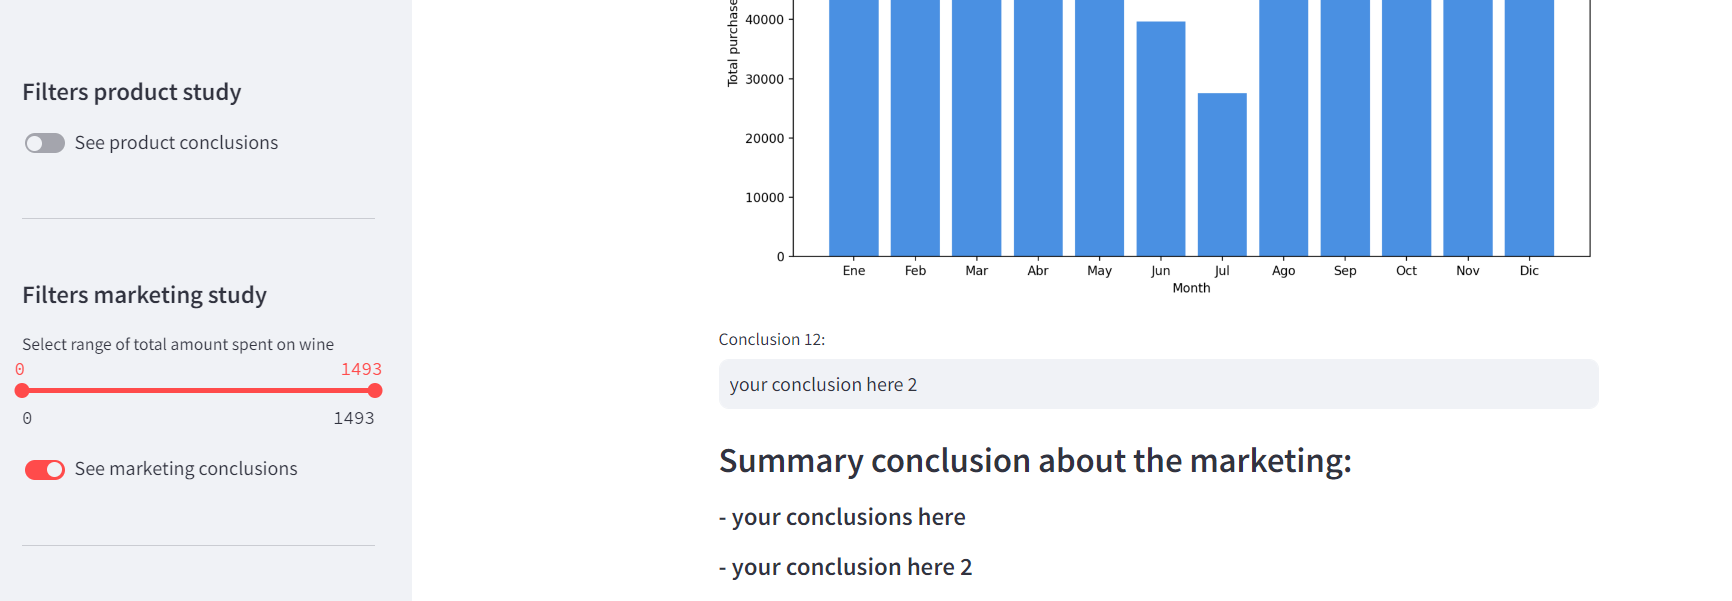 Filters product study
See product conclusions
Filters marketing study
Select range of total amount spent on wine
0 1493
0 1493
See marketing conclusions
Total purchase
40000
30000
20000
10000
0
Ene Feb Mar Abr May Jun Jul Ago Sep Oct Nov Dic
Month
Conclusion 12:
your conclusion here 2
Summary conclusion about the marketing:
- your conclusions here
- your conclusion here 2